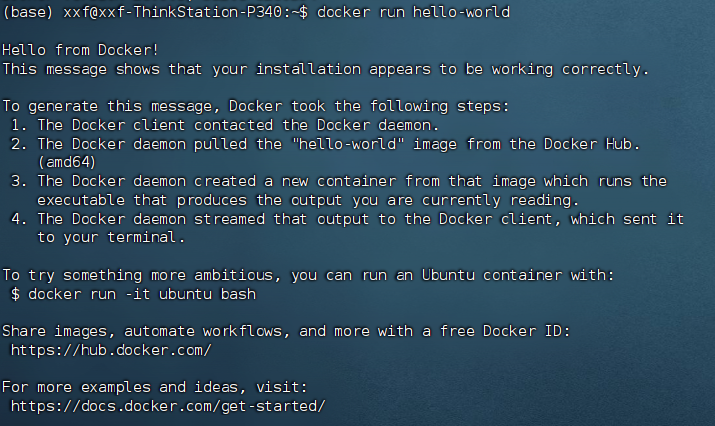 (base) xxf@xxf-ThinkStation-P340:~$ docker run hello-world

Hello from Docker!
This message shows that your installation appears to be working correctly.

To generate this message, Docker took the following steps:
 1. The Docker client contacted the Docker daemon.
 2. The Docker daemon pulled the "hello-world" image from the Docker Hub.
    (amd64)
 3. The Docker daemon created a new container from that image which runs the
    executable that produces the output you are currently reading.
 4. The Docker daemon streamed that output to the Docker client, which sent it
    to your terminal.

To try something more ambitious, you can run an Ubuntu container with:
 $ docker run -it ubuntu bash

Share images, automate workflows, and more with a free Docker ID:
 https://hub.docker.com/

For more examples and ideas, visit:
 https://docs.docker.com/get-started/